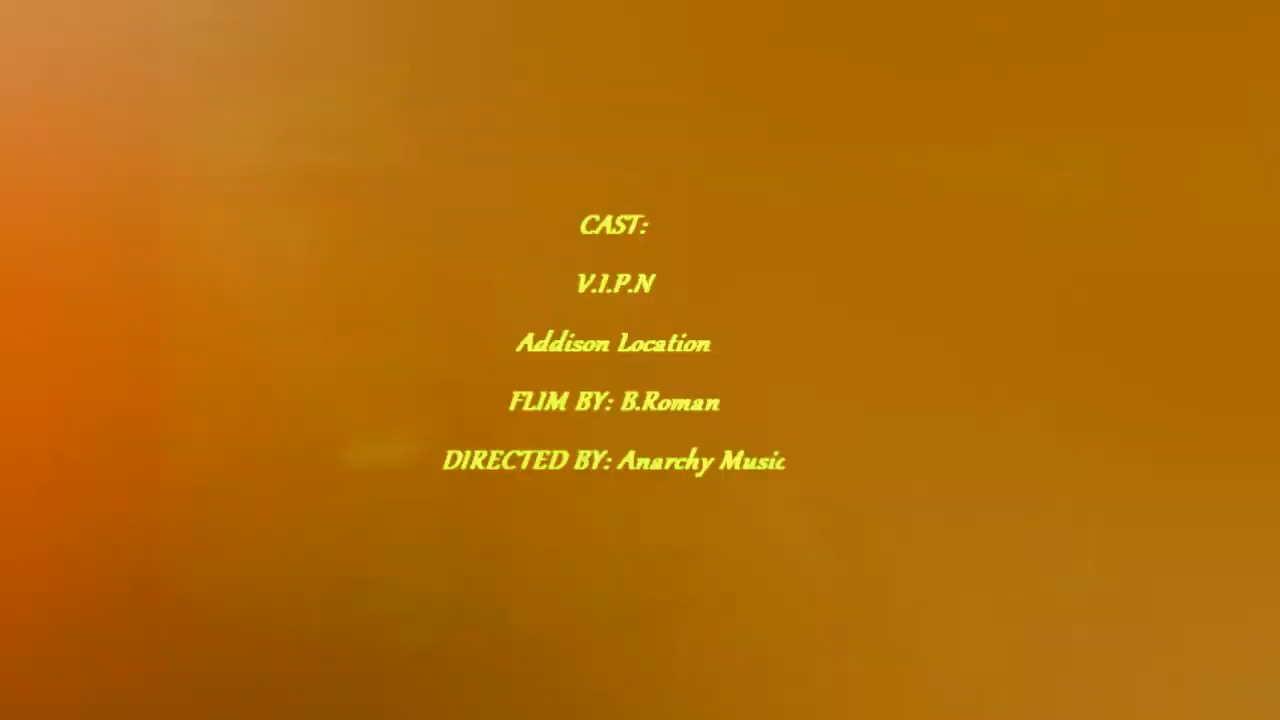 CAST:
V.I.P.N
Addison Location
FLIM BY: B.Roman
DIRECTED BY: Anarchy Music